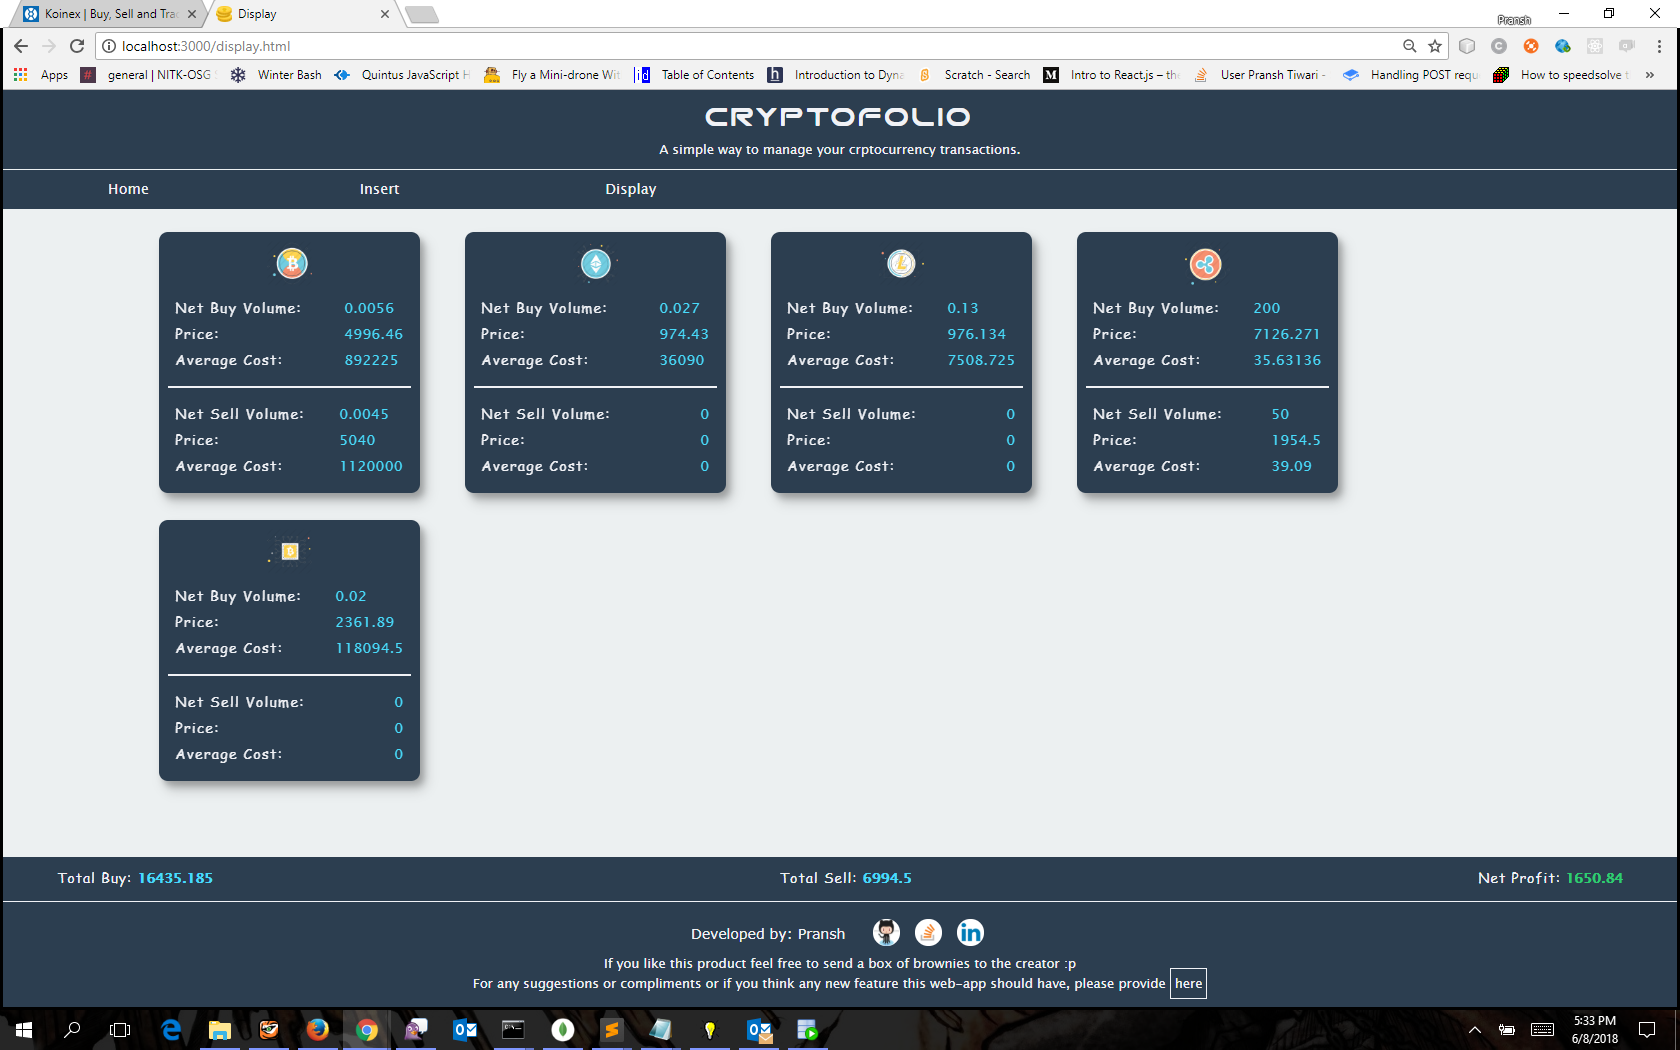 Koinex | Buy, Sell and Tra
Display
Pransh
localhost:3000/display.html
Apps general | NITK-OSG Winter Bash Quintus JavaScript H Fly a Mini-drone Wit Table of Contents Introduction to Dyna Scratch - Search Intro to React.js – the User Pransh Tiwari - Handling POST requ How to speedsolve t »
CRYPTOFOLIO
A simple way to manage your crptocurrency transactions.
Home Insert Display
Net Buy Volume: 0.0056
Price: 4996.46
Average Cost: 892225
Net Sell Volume: 0.0045
Price: 5040
Average Cost: 1120000
Net Buy Volume: 0.027
Price: 974.43
Average Cost: 36090
Net Sell Volume: 0
Price: 0
Average Cost: 0
Net Buy Volume: 0.13
Price: 976.134
Average Cost: 7508.725
Net Sell Volume: 0
Price: 0
Average Cost: 0
Net Buy Volume: 200
Price: 7126.271
Average Cost: 35.63136
Net Sell Volume: 50
Price: 1954.5
Average Cost: 39.09
Net Buy Volume: 0.02
Price: 2361.89
Average Cost: 118094.5
Net Sell Volume: 0
Price: 0
Average Cost: 0
Total Buy: 16435.185 Total Sell: 6994.5 Net Profit: 1650.84
Developed by: Pransh
If you like this product feel free to send a box of brownies to the creator :p
For any suggestions or compliments or if you think any new feature this web-app should have, please provide here
5:33 PM
6/8/2018